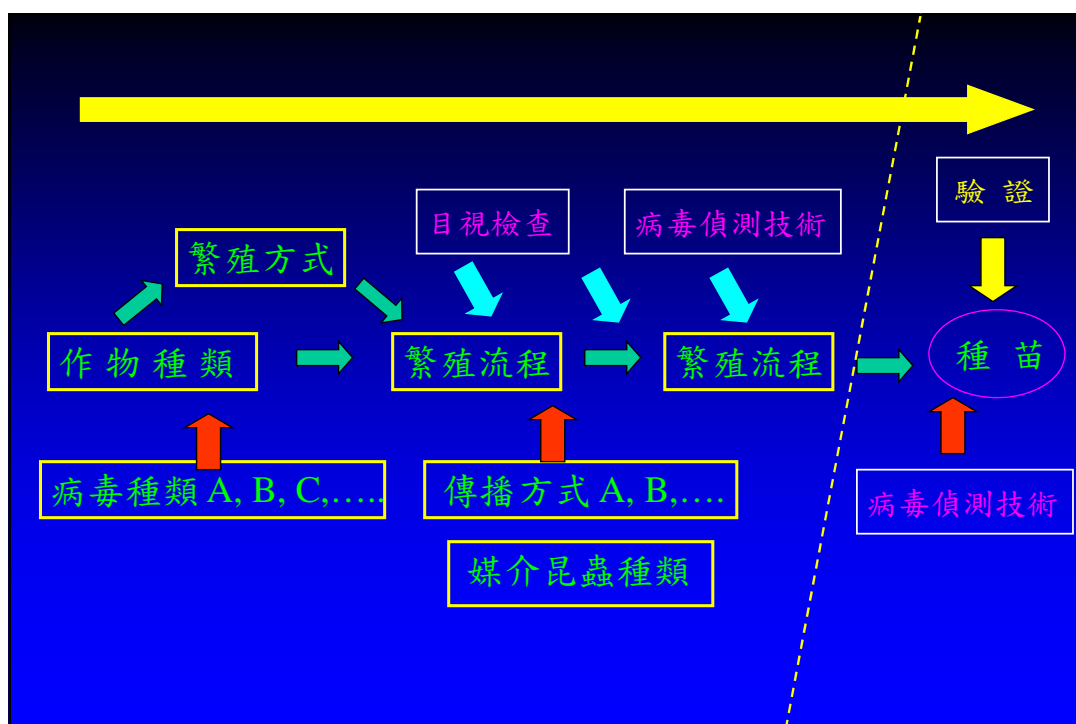 驗 證
目視檢查
病毒偵測技術
繁殖方式
作 物 種 類
繁殖流程
繁殖流程
種 苗
病毒種類 A, B, C,…..
傳播方式 A, B,….
病毒偵測技術
媒介昆蟲種類